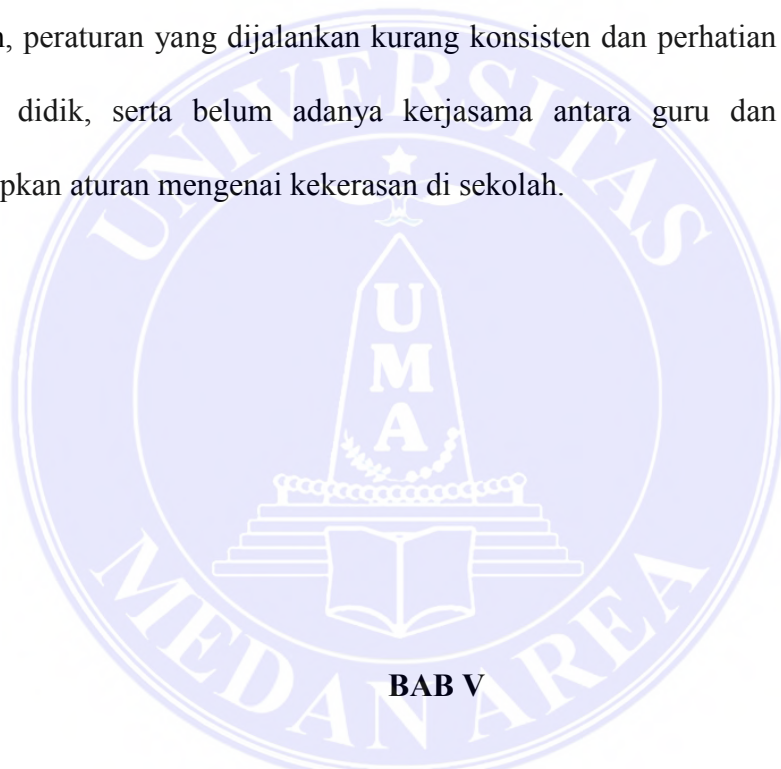 , peraturan yang dijalankan kurang konsisten dan perhatian
didik, serta belum adanya kerjasama antara guru dan
pkan aturan mengenai kekerasan di sekolah.
UNIVERSITAS
U
M
A
BAB V
MEDAN AREA